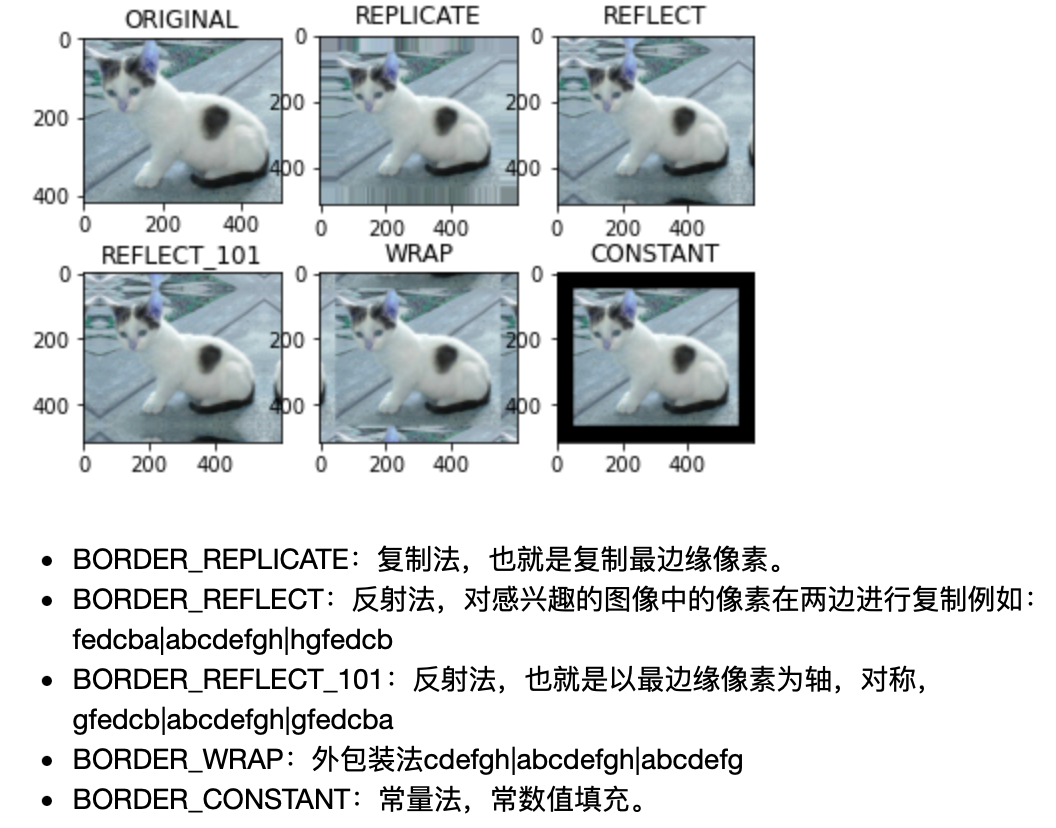 ORIGINAL
REPLICATE
REFLECT
0
200
400
0 200 400
0
200
400
0 200 400
0
200
400
0 200 400
REFLECT_101
WRAP
CONSTANT
0
200
400
0 200 400
0
200
400
0 200 400
0
200
400
0 200 400
• BORDER_REPLICATE：复制法，也就是复制最边缘像素。
• BORDER_REFLECT：反射法，对感兴趣的图像中的像素在两边进行复制例如：
fedcba|abcdefgh|hgfedcb
• BORDER_REFLECT_101：反射法，也就是以最边缘像素为轴，对称，
gfedcb|abcdefgh|gfedcba
• BORDER_WRAP：外包装法cdefgh|abcdefgh|abcdefg
• BORDER_CONSTANT：常量法，常数值填充。